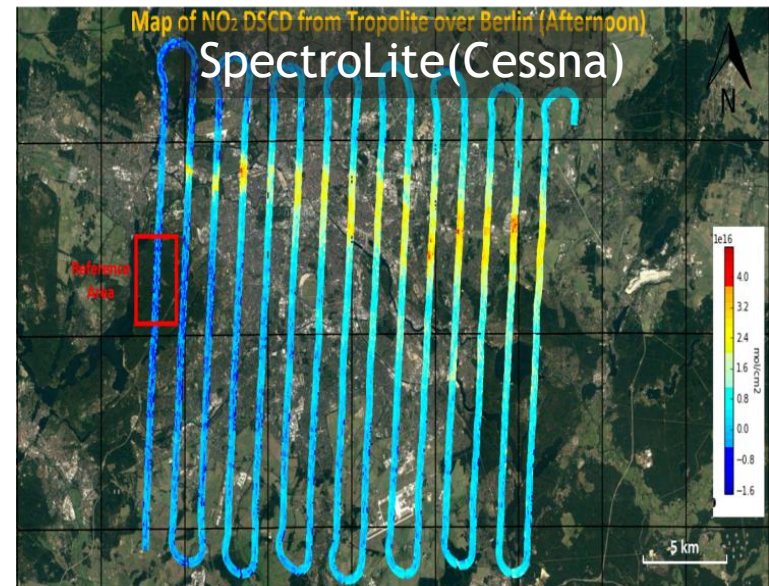 Map of NO2 DSCD from Tropolite over Berlin (Afternoon)
SpectroLite(Cessna)
N
Reference
Area
1e16
4.0
3.2
2.4
1.6
0.8
0.0
−0.8
−1.6
mol/cm2
5 km